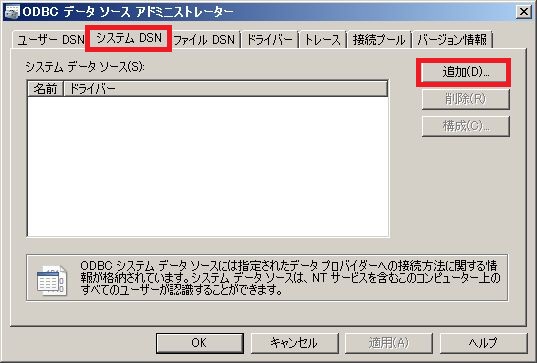 ODBC データ ソース アドミニストレーター
ユーザー DSN システム DSN ファイル DSN ドライバー トレース 接続プール バージョン情報
システム データ ソース(S):
名前 ドライバー
追加(D)...
削除(R)
構成(C)...
ODBC システム データ ソースには指定されたデータ プロバイダーへの接続方法に関する情
報が格納されています。システム データ ソースは、NT サービスを含むこのコンピューター上の
すべてのユーザーが認識することができます。
OK キャンセル 適用(A) ヘルプ